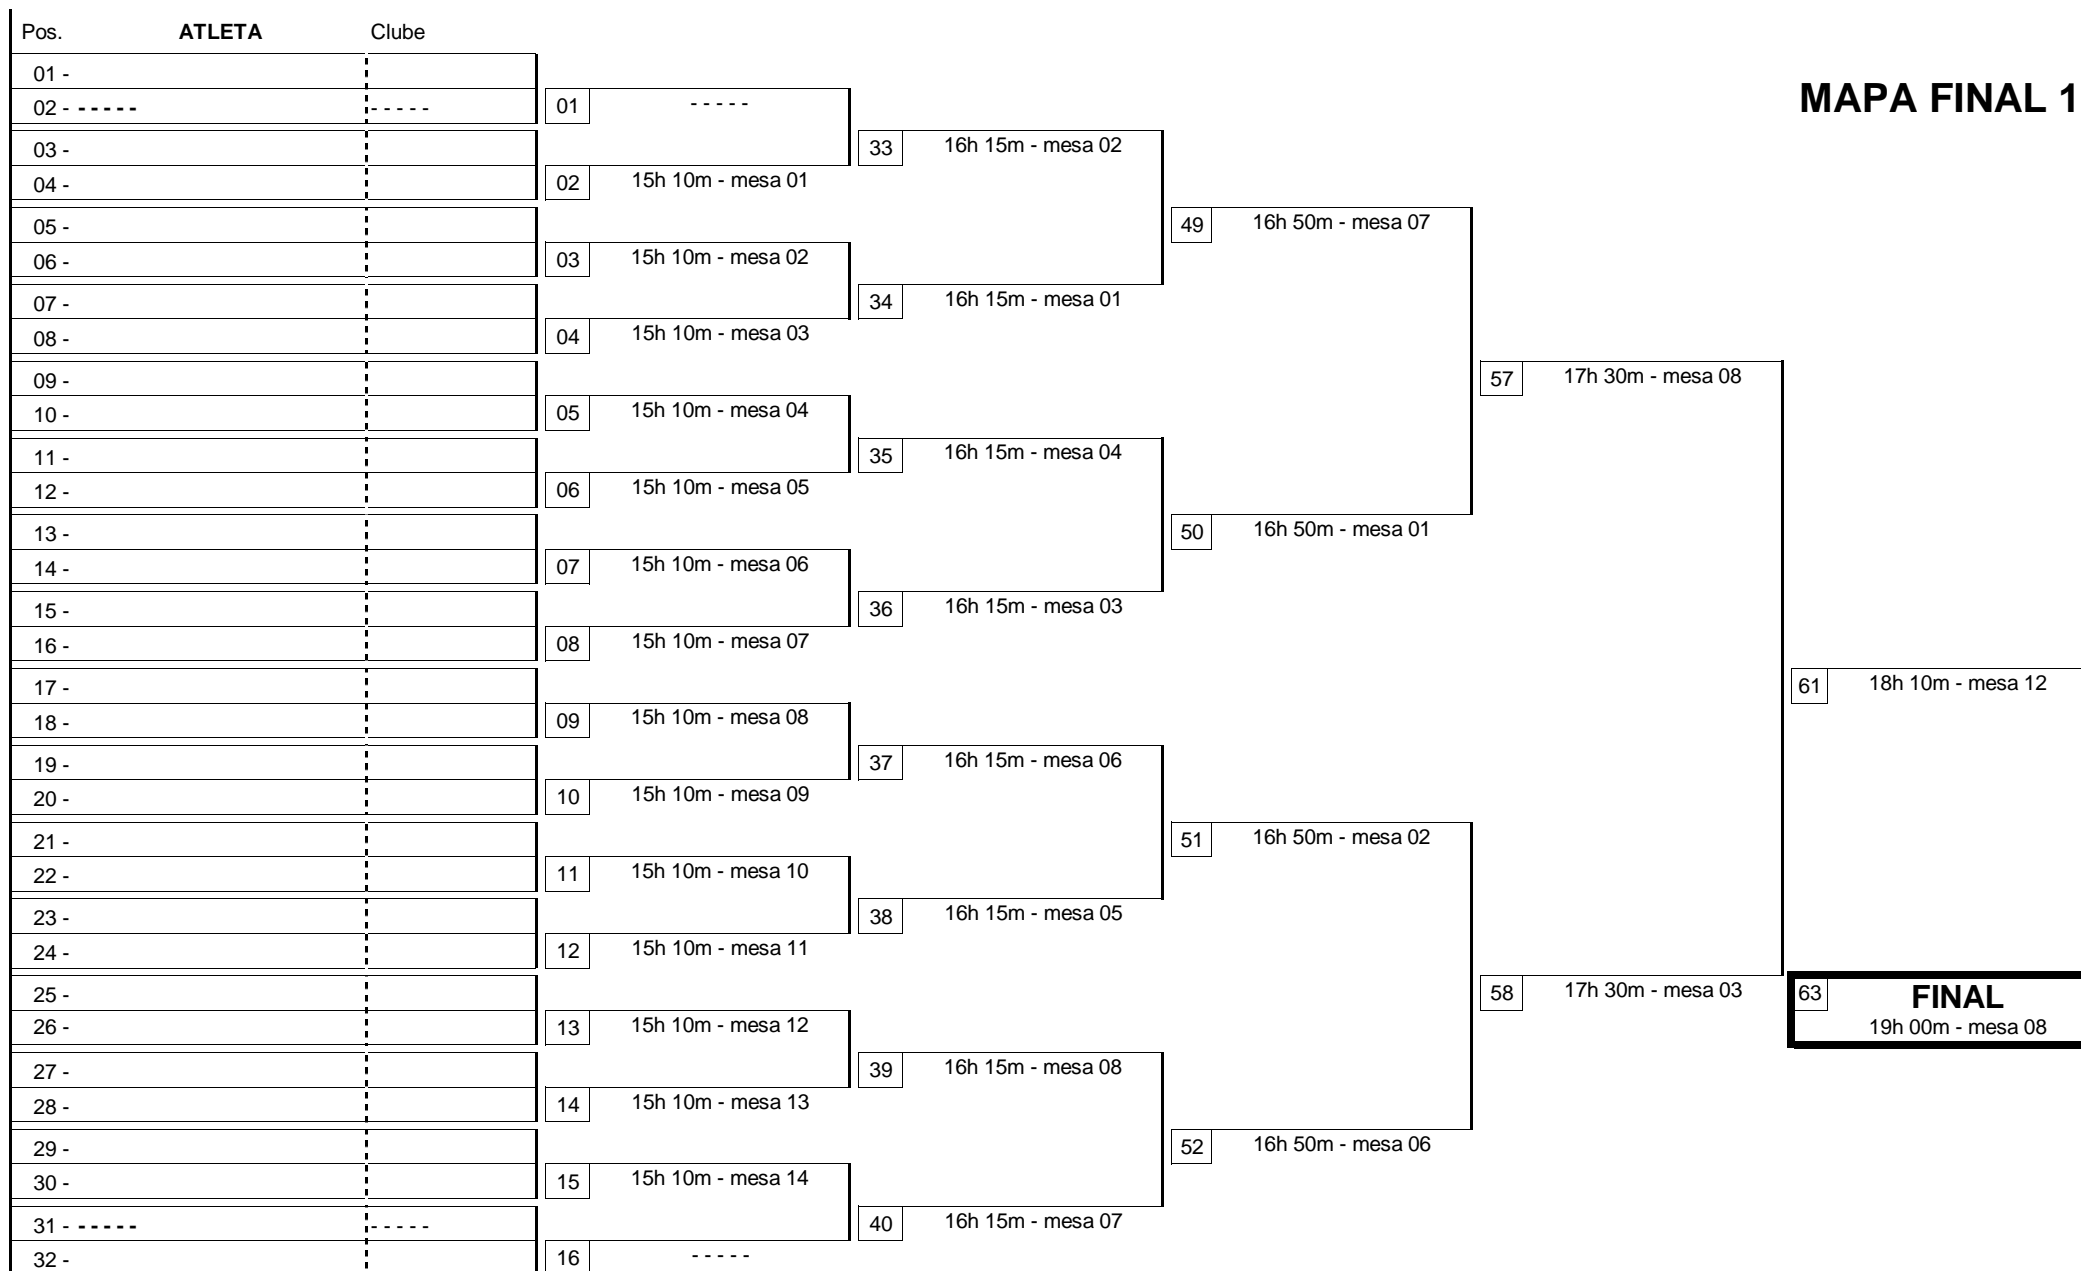 Pos. ATLETA Clube
MAPA FINAL 1
01 -
02 - - - - - - - - - - -
01 - - - - -
03 -
33 16h 15m - mesa 02
04 -
02 15h 10m - mesa 01
05 -
49 16h 50m - mesa 07
06 -
03 15h 10m - mesa 02
07 -
34 16h 15m - mesa 01
08 -
04 15h 10m - mesa 03
09 -
57 17h 30m - mesa 08
10 -
05 15h 10m - mesa 04
11 -
35 16h 15m - mesa 04
12 -
06 15h 10m - mesa 05
13 -
50 16h 50m - mesa 01
14 -
07 15h 10m - mesa 06
15 -
36 16h 15m - mesa 03
16 -
08 15h 10m - mesa 07
17 -
61 18h 10m - mesa 12
18 -
09 15h 10m - mesa 08
19 -
37 16h 15m - mesa 06
20 -
10 15h 10m - mesa 09
21 -
51 16h 50m - mesa 02
22 -
11 15h 10m - mesa 10
23 -
38 16h 15m - mesa 05
24 -
12 15h 10m - mesa 11
25 -
58 17h 30m - mesa 03
63 FINAL
26 -
13 15h 10m - mesa 12
19h 00m - mesa 08
27 -
39 16h 15m - mesa 08
28 -
14 15h 10m - mesa 13
29 -
52 16h 50m - mesa 06
30 -
15 15h 10m - mesa 14
31 - - - - - - - - - - -
40 16h 15m - mesa 07
32 -
16 - - - - -